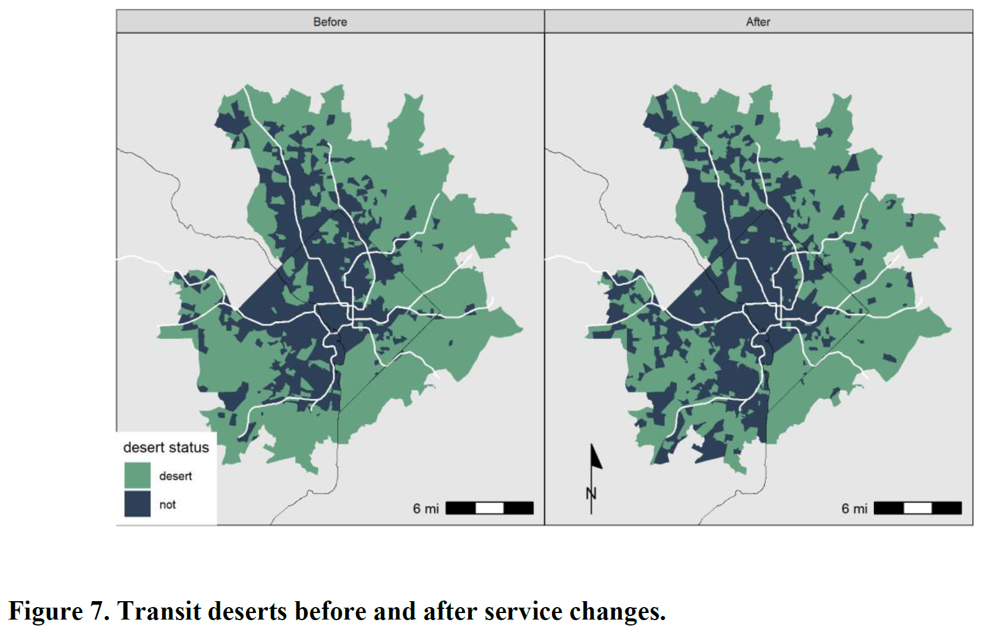 Before
After
desert status
desert
not
6 mi
N
6 mi
Figure 7. Transit deserts before and after service changes.